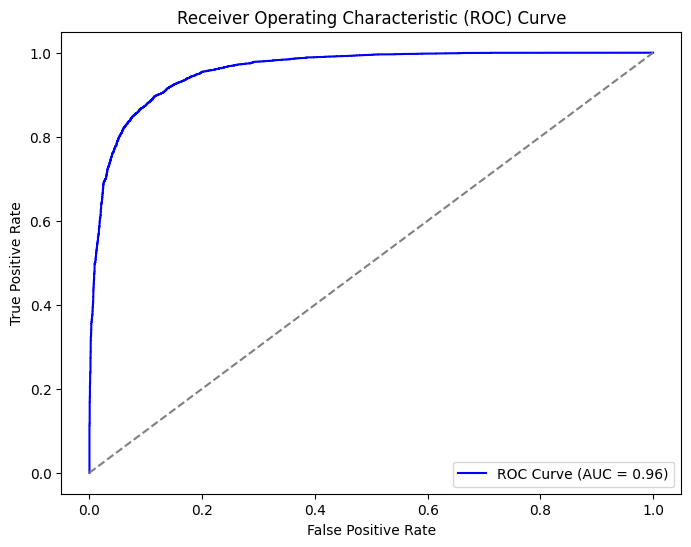 Receiver Operating Characteristic (ROC) Curve
True Positive Rate
1.0
0.8
0.6
0.4
0.2
0.0
ROC Curve (AUC = 0.96)
0.0 0.2 0.4 0.6 0.8 1.0
False Positive Rate